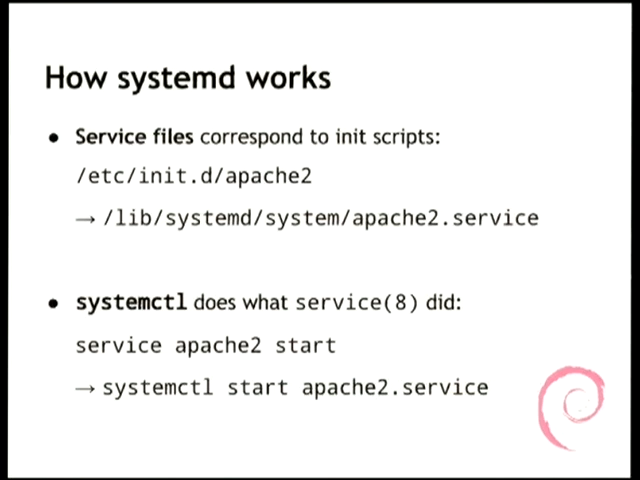 How systemd works
● Service files correspond to init scripts:
/etc/init.d/apache2
→ /lib/systemd/system/apache2.service
● systemctl does what service(8) did:
service apache2 start
→ systemctl start apache2.service